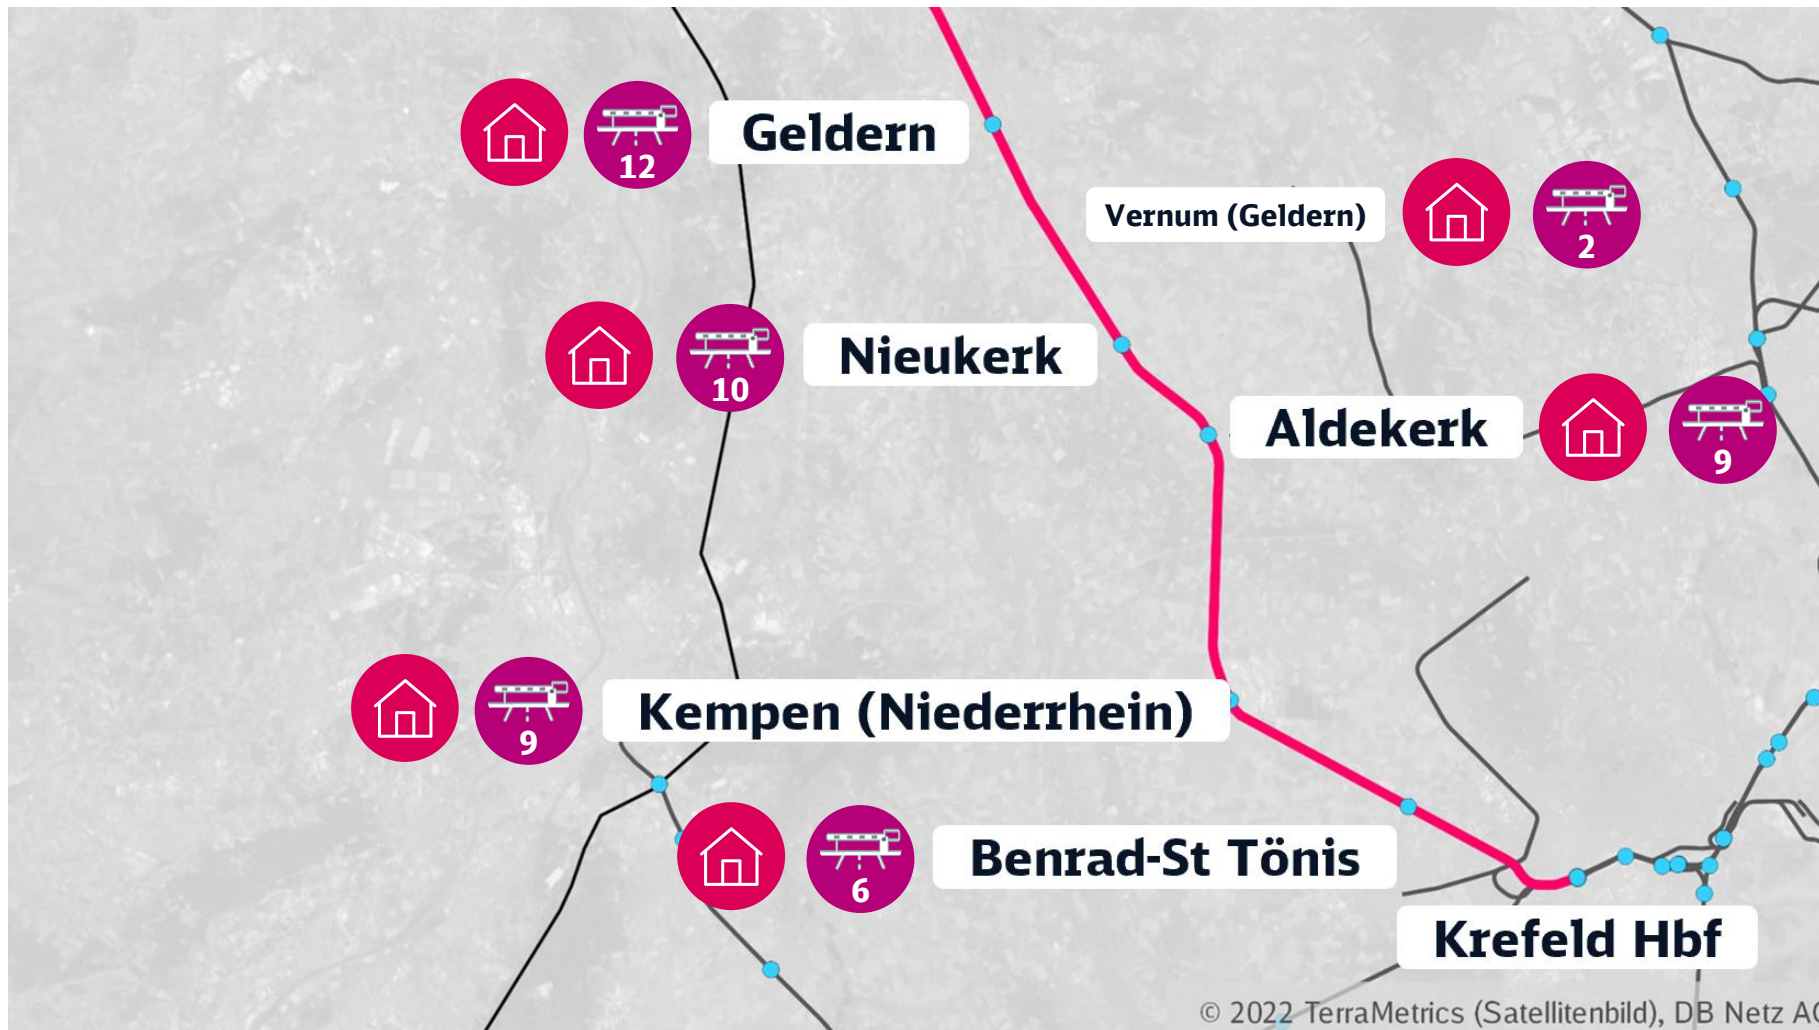 12
Geldern
Vernum (Geldern)
2
10
Nieukerk
Aldekerk
9
9
Kempen (Niederrhein)
6
Benrad-St Tönis
Krefeld Hbf
© 2022 TerraMetrics (Satellitenbild), DB Netz AG